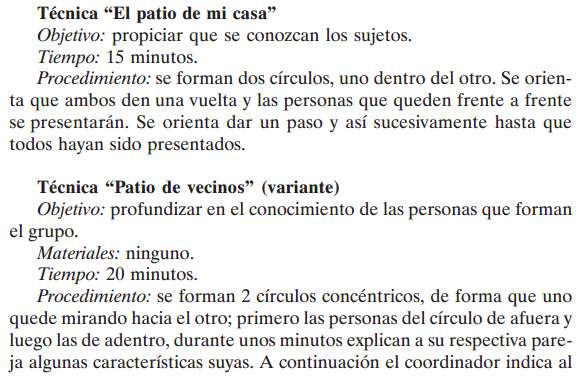 Técnica “El patio de mi casa”
Objetivo: propiciar que se conozcan los sujetos.
Tiempo: 15 minutos.
Procedimiento: se forman dos círculos, uno dentro del otro. Se orien-
ta que ambos den una vuelta y las personas que queden frente a frente
se presentarán. Se orienta dar un paso y así sucesivamente hasta que
todos hayan sido presentados.
Técnica “Patio de vecinos” (variante)
Objetivo: profundizar en el conocimiento de las personas que forman
el grupo.
Materiales: ninguno.
Tiempo: 20 minutos.
Procedimiento: se forman 2 círculos concéntricos, de forma que uno
quede mirando hacia el otro; primero las personas del círculo de afuera y
luego las de adentro, durante unos minutos explican a su respectiva pare-
ja algunas características suyas. A continuación el coordinador indica al